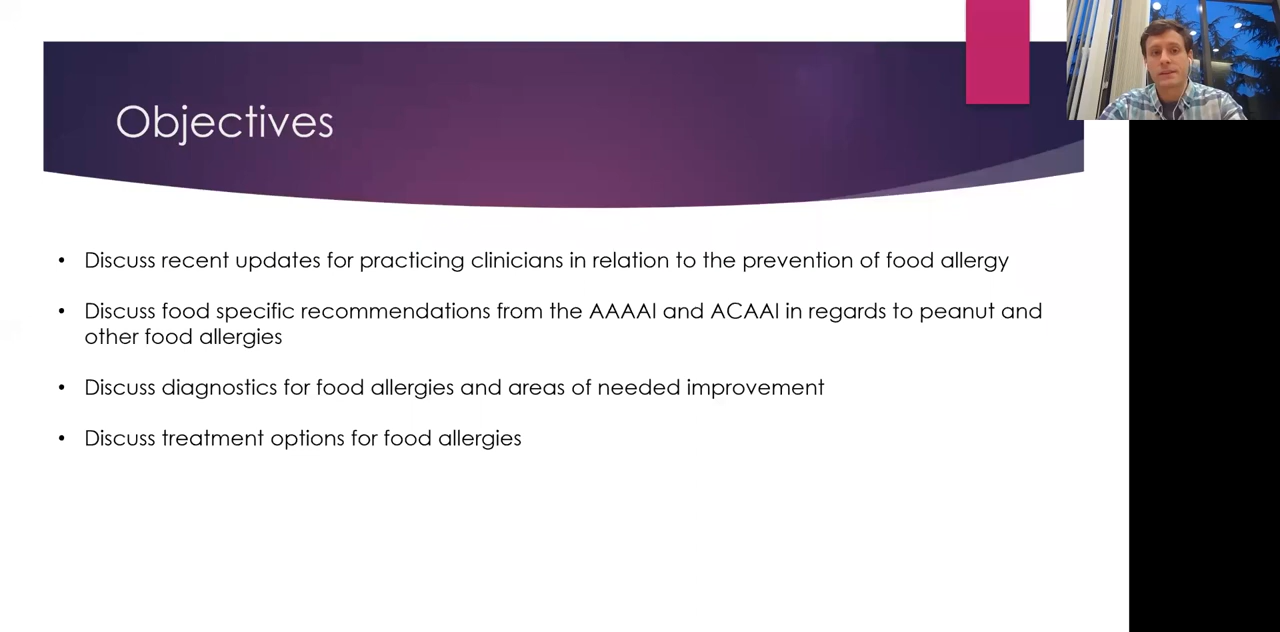 Objectives
• Discuss recent updates for practicing clinicians in relation to the prevention of food allergy
• Discuss food specific recommendations from the AAAAI and ACAAI in regards to peanut and
other food allergies
• Discuss diagnostics for food allergies and areas of needed improvement
• Discuss treatment options for food allergies